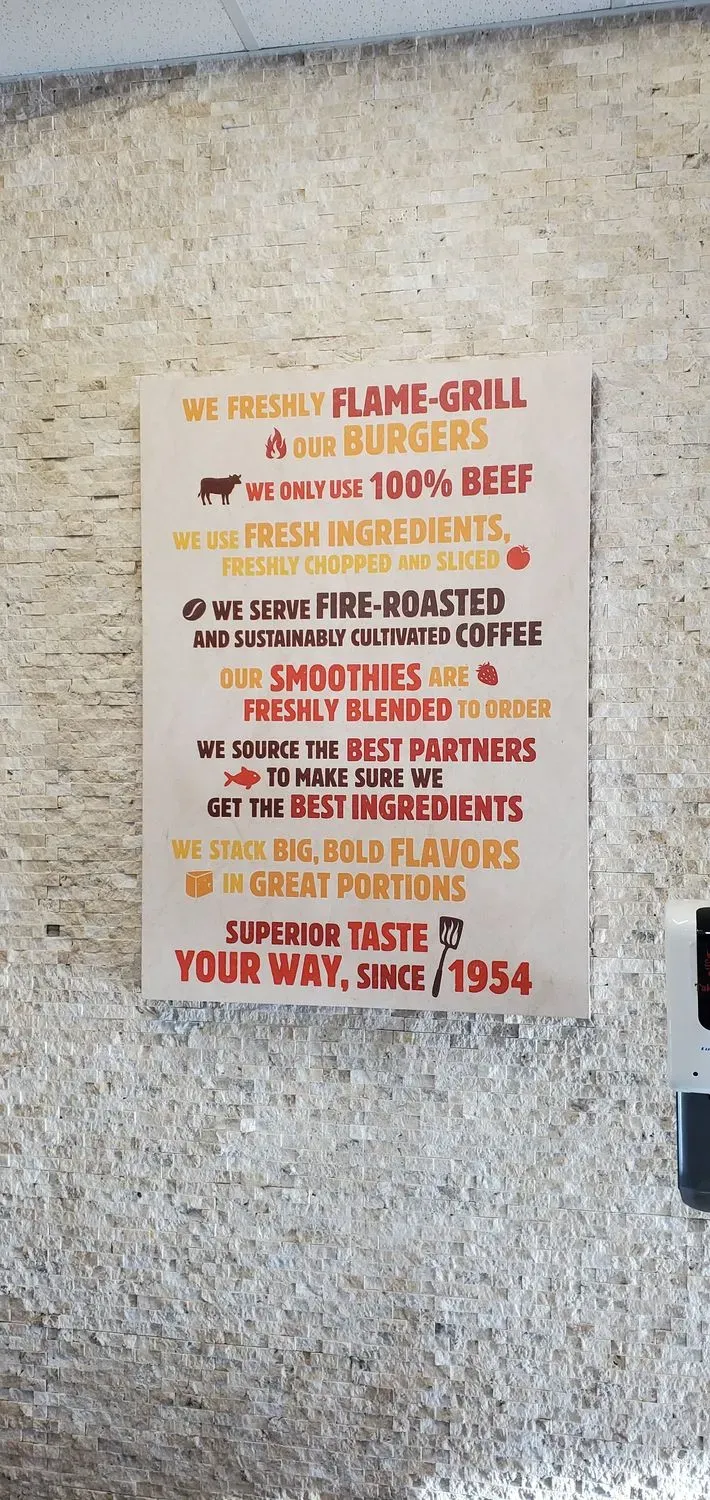 WE FRESHLY FLAME-GRILL
OUR BURGERS
WE ONLY USE 100% BEEF
WE USE FRESH INGREDIENTS,
FRESHLY CHOPPED AND SLICED
WE SERVE FIRE-ROASTED
AND SUSTAINABLY CULTIVATED COFFEE
OUR SMOOTHIES ARE
FRESHLY BLENDED TO ORDER
WE SOURCE THE BEST PARTNERS
TO MAKE SURE WE
GET THE BEST INGREDIENTS
WE STACK BIG, BOLD FLAVORS
IN GREAT PORTIONS
SUPERIOR TASTE
YOUR WAY, SINCE 1954